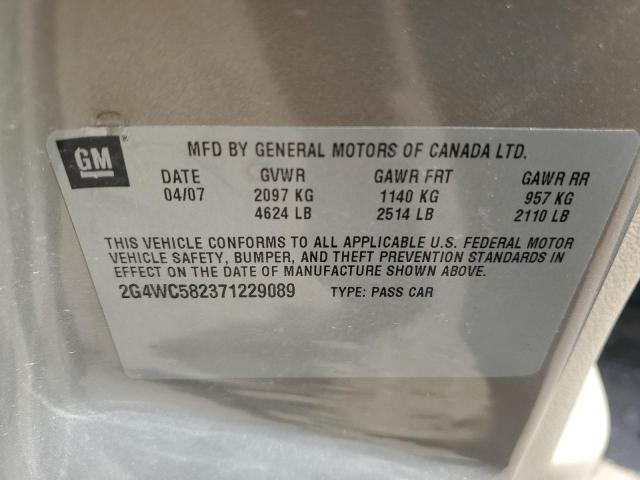 GM
MFD BY GENERAL MOTORS OF CANADA LTD.
DATE GVWR GAWR FRT GAWR RR
04/07 2097 KG 1140 KG 957 KG
4624 LB 2514 LB 2110 LB
THIS VEHICLE CONFORMS TO ALL APPLICABLE U.S. FEDERAL MOTOR
VEHICLE SAFETY, BUMPER, AND THEFT PREVENTION STANDARDS IN
EFFECT ON THE DATE OF MANUFACTURE SHOWN ABOVE.
2G4WC582371229089 TYPE: PASS CAR